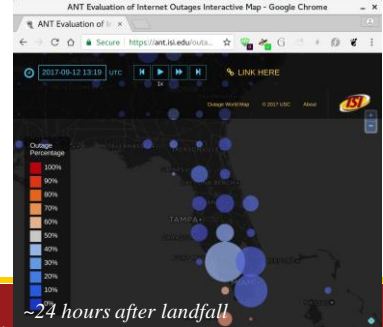 ANT Evaluation of Internet Outages Interactive Map - Google Chrome
ANT Evaluation of In
Secure https://ant.isi.edu/outa...
2017-09-12 13:19 UTC
1x
LINK HERE
Outage World Map © 2017 USC About
ISI
Outage
Percentage
100%
90%
80%
70%
60%
50%
40%
30%
20%
10%
0%
TAMPA
~24 hours after landfall